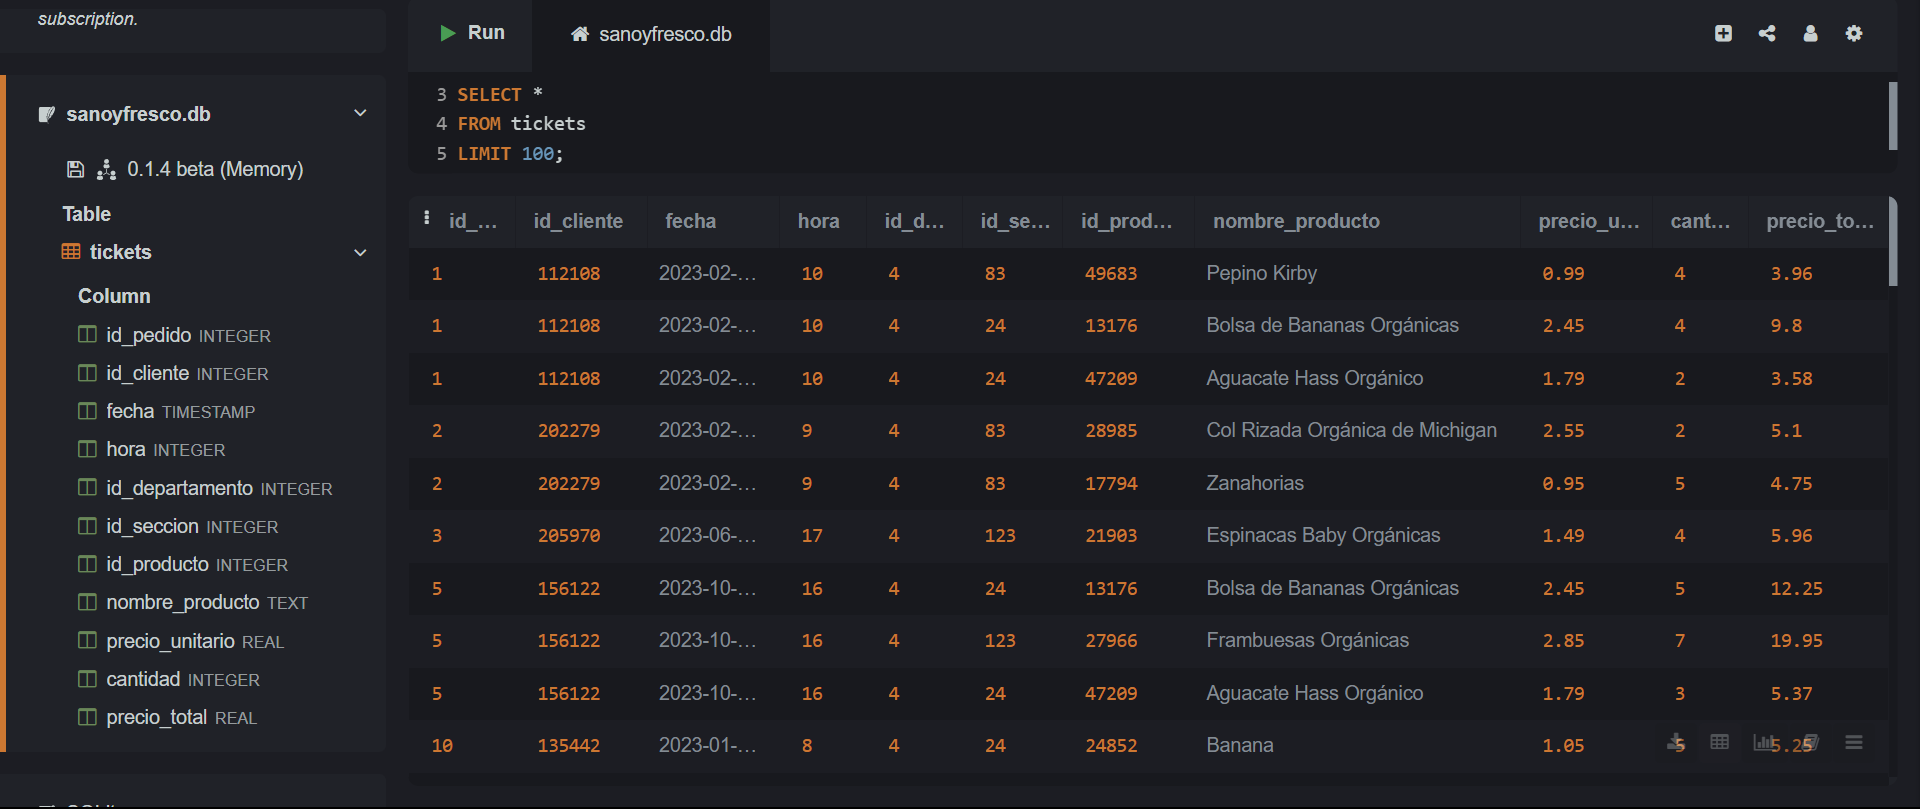 subscription.
sanoyfresco.db
0.1.4 beta (Memory)
Table
tickets
Column
id_pedido INTEGER
id_cliente INTEGER
fecha TIMESTAMP
hora INTEGER
id_departamento INTEGER
id_seccion INTEGER
id_producto INTEGER
nombre_producto TEXT
precio_unitario REAL
cantidad INTEGER
precio_total REAL
Run sanoyfresco.db
3 SELECT *
4 FROM tickets
5 LIMIT 100;
id_... id_cliente fecha hora id_d... id_se... id_prod... nombre_producto precio_u... cant... precio_to...
1 112108 2023-02-... 10 4 83 49683 Pepino Kirby 0.99 4 3.96
1 112108 2023-02-... 10 4 24 13176 Bolsa de Bananas Orgánicas 2.45 4 9.8
1 112108 2023-02-... 10 4 24 47209 Aguacate Hass Orgánico 1.79 2 3.58
2 202279 2023-02-... 9 4 83 28985 Col Rizada Orgánica de Michigan 2.55 2 5.1
2 202279 2023-02-... 9 4 83 17794 Zanahorias 0.95 5 4.75
3 205970 2023-06-... 17 4 123 21903 Espinacas Baby Orgánicas 1.49 4 5.96
5 156122 2023-10-... 16 4 24 13176 Bolsa de Bananas Orgánicas 2.45 5 12.25
5 156122 2023-10-... 16 4 123 27966 Frambuesas Orgánicas 2.85 7 19.95
5 156122 2023-10-... 16 4 24 47209 Aguacate Hass Orgánico 1.79 3 5.37
10 135442 2023-01-... 8 4 24 24852 Banana 1.05 5 5.25